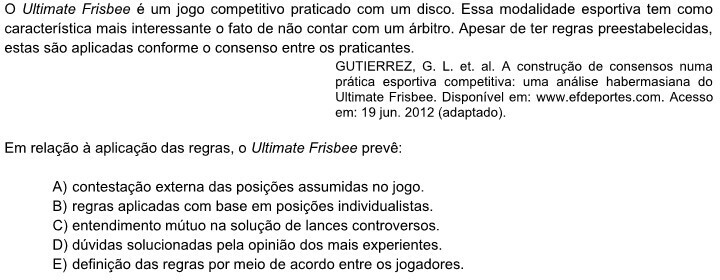 O Ultimate Frisbee é um jogo competitivo praticado com um disco. Essa modalidade esportiva tem como
característica mais interessante o fato de não contar com um árbitro. Apesar de ter regras preestabelecidas,
estas são aplicadas conforme o consenso entre os praticantes.
GUTIERREZ, G. L. et. al. A construção de consensos numa
prática esportiva competitiva: uma análise habermasiana do
Ultimate Frisbee. Disponível em: www.efdeportes.com. Acesso
em: 19 jun. 2012 (adaptado).
Em relação à aplicação das regras, o Ultimate Frisbee prevê:
A) contestação externa das posições assumidas no jogo.
B) regras aplicadas com base em posições individualistas.
C) entendimento mútuo na solução de lances controversos.
D) dúvidas solucionadas pela opinião dos mais experientes.
E) definição das regras por meio de acordo entre os jogadores.